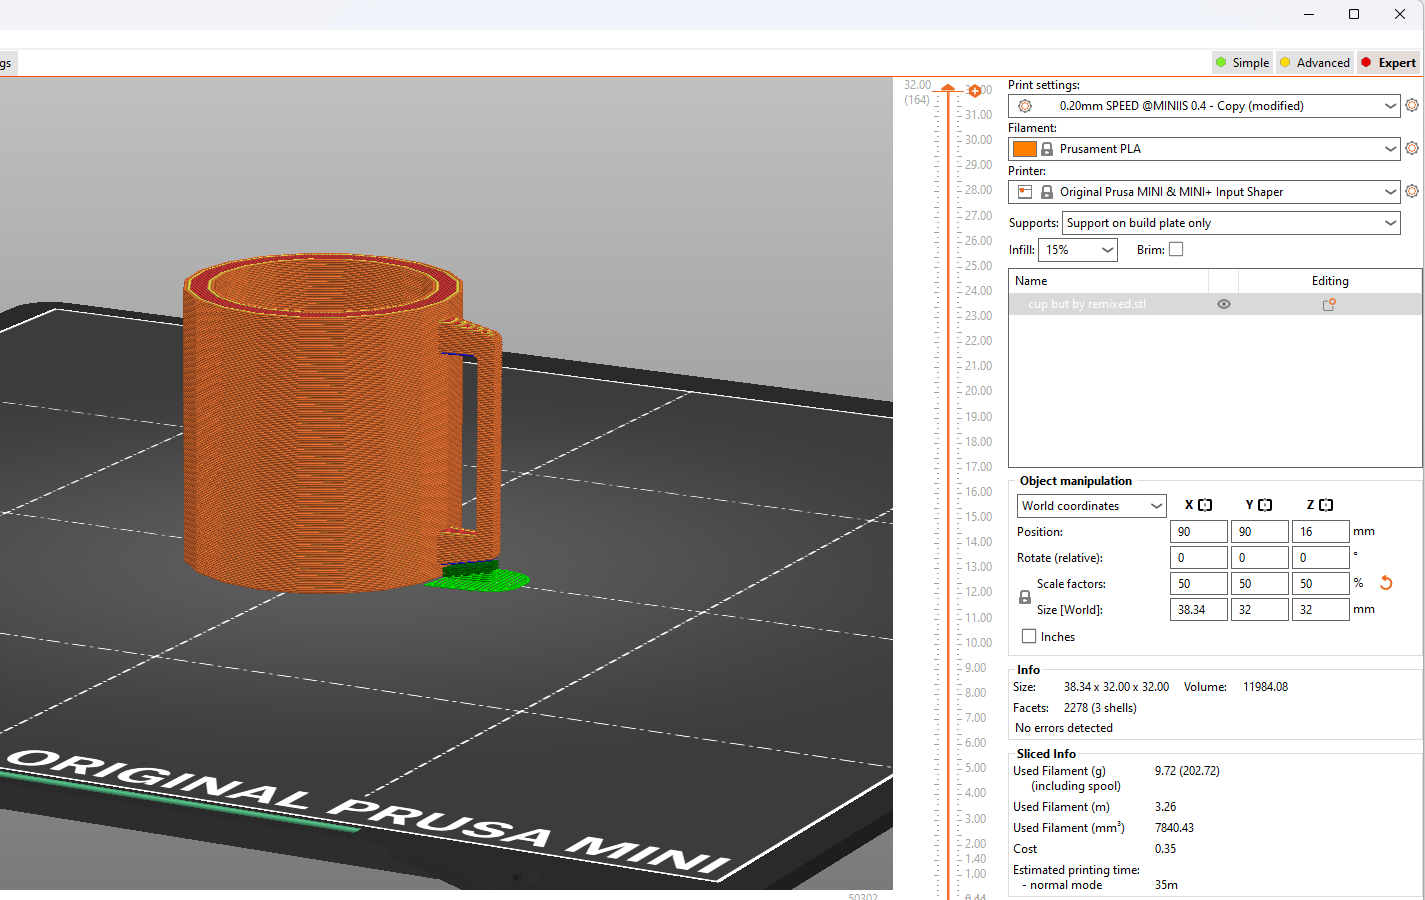 gs
Simple
Advanced
Expert
32.00
(164)
31.00
30.00
29.00
28.00
27.00
26.00
25.00
24.00
23.00
22.00
21.00
20.00
19.00
18.00
17.00
16.00
15.00
14.00
13.00
12.00
11.00
10.00
9.00
8.00
7.00
6.00
5.00
4.00
3.00
2.00
1.40
1.00
50302
ORIGINAL PRUSA MINI
Print settings:
0.20mm SPEED @MINIIS 0.4 - Copy (modified)
Filament:
Prusament PLA
Printer:
Original Prusa MINI & MINI+ Input Shaper
Supports: Support on build plate only
Infill: 15% Brim:
Name Editing
cup but by remixed.stl
Object manipulation
World coordinates X Y Z
Position: 90 90 16 mm
Rotate (relative): 0 0 0 °
Scale factors: 50 50 50 %
Size [World]: 38.34 32 32 mm
Inches
Info
Size: 38.34 x 32.00 x 32.00 Volume: 11984.08
Facets: 2278 (3 shells)
No errors detected
Sliced Info
Used Filament (g) 9.72 (202.72)
(including spool)
Used Filament (m) 3.26
Used Filament (mm³) 7840.43
Cost 0.35
Estimated printing time:
- normal mode 35m